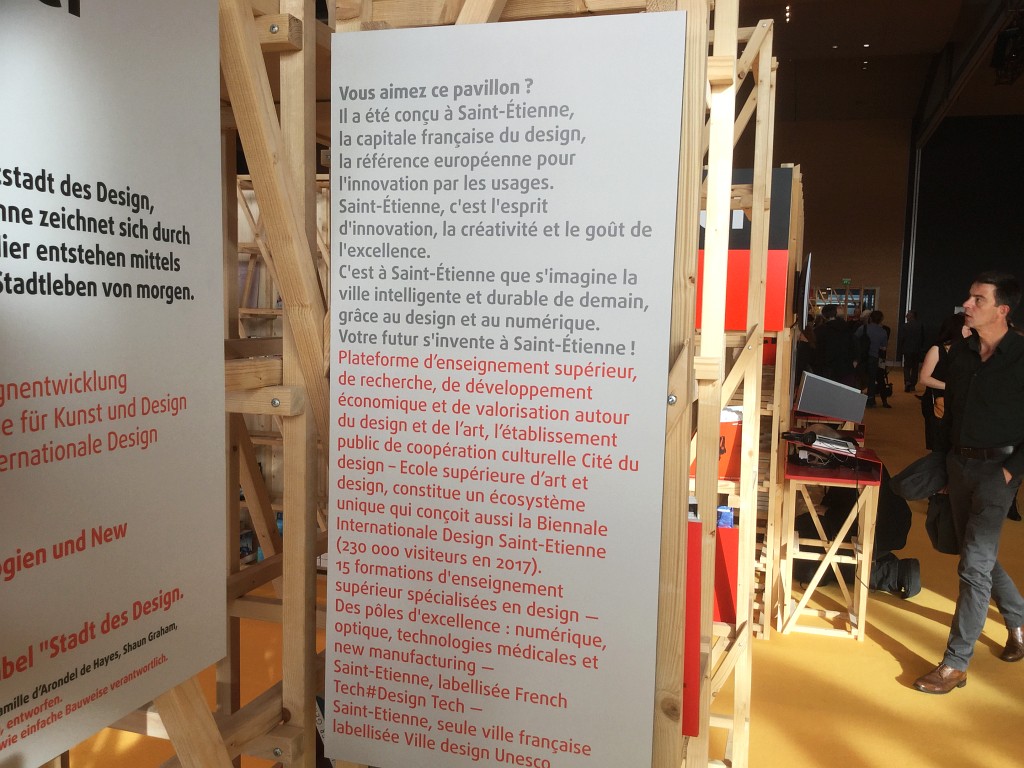 des Design,
zeichnet sich durch
entstehen mittels
Stadtleben von morgen.
für Kunst und Design
Design
und New
"Stadt des Design.
d'Arondel de Hayes, Shaun Graham,
entworfen.
wie einfache Bauweise verantwortlich.
Vous aimez ce pavillon ?
Il a été conçu à Saint-Étienne,
la capitale française du design,
la référence européenne pour
l'innovation par les usages.
Saint-Étienne, c'est l'esprit
d'innovation, la créativité et le goût de
l'excellence.
C'est à Saint-Étienne que s'imagine la
ville intelligente et durable de demain,
grâce au design et au numérique.
Votre futur s'invente à Saint-Étienne !
Plateforme d’enseignement supérieur,
de recherche, de développement
économique et de valorisation autour
du design et de l’art, l’établissement
public de coopération culturelle Cité du
design – Ecole supérieure d’art et
design, constitue un écosystème
unique qui conçoit aussi la Biennale
Internationale Design Saint-Etienne
(230 000 visiteurs en 2017).
15 formations d'enseignement
supérieur spécialisées en design —
Des pôles d'excellence : numérique,
optique, technologies médicales et
new manufacturing —
Saint-Etienne, labellisée French
Tech#Design Tech —
Saint-Etienne, seule ville française
labellisée Ville design Unesco